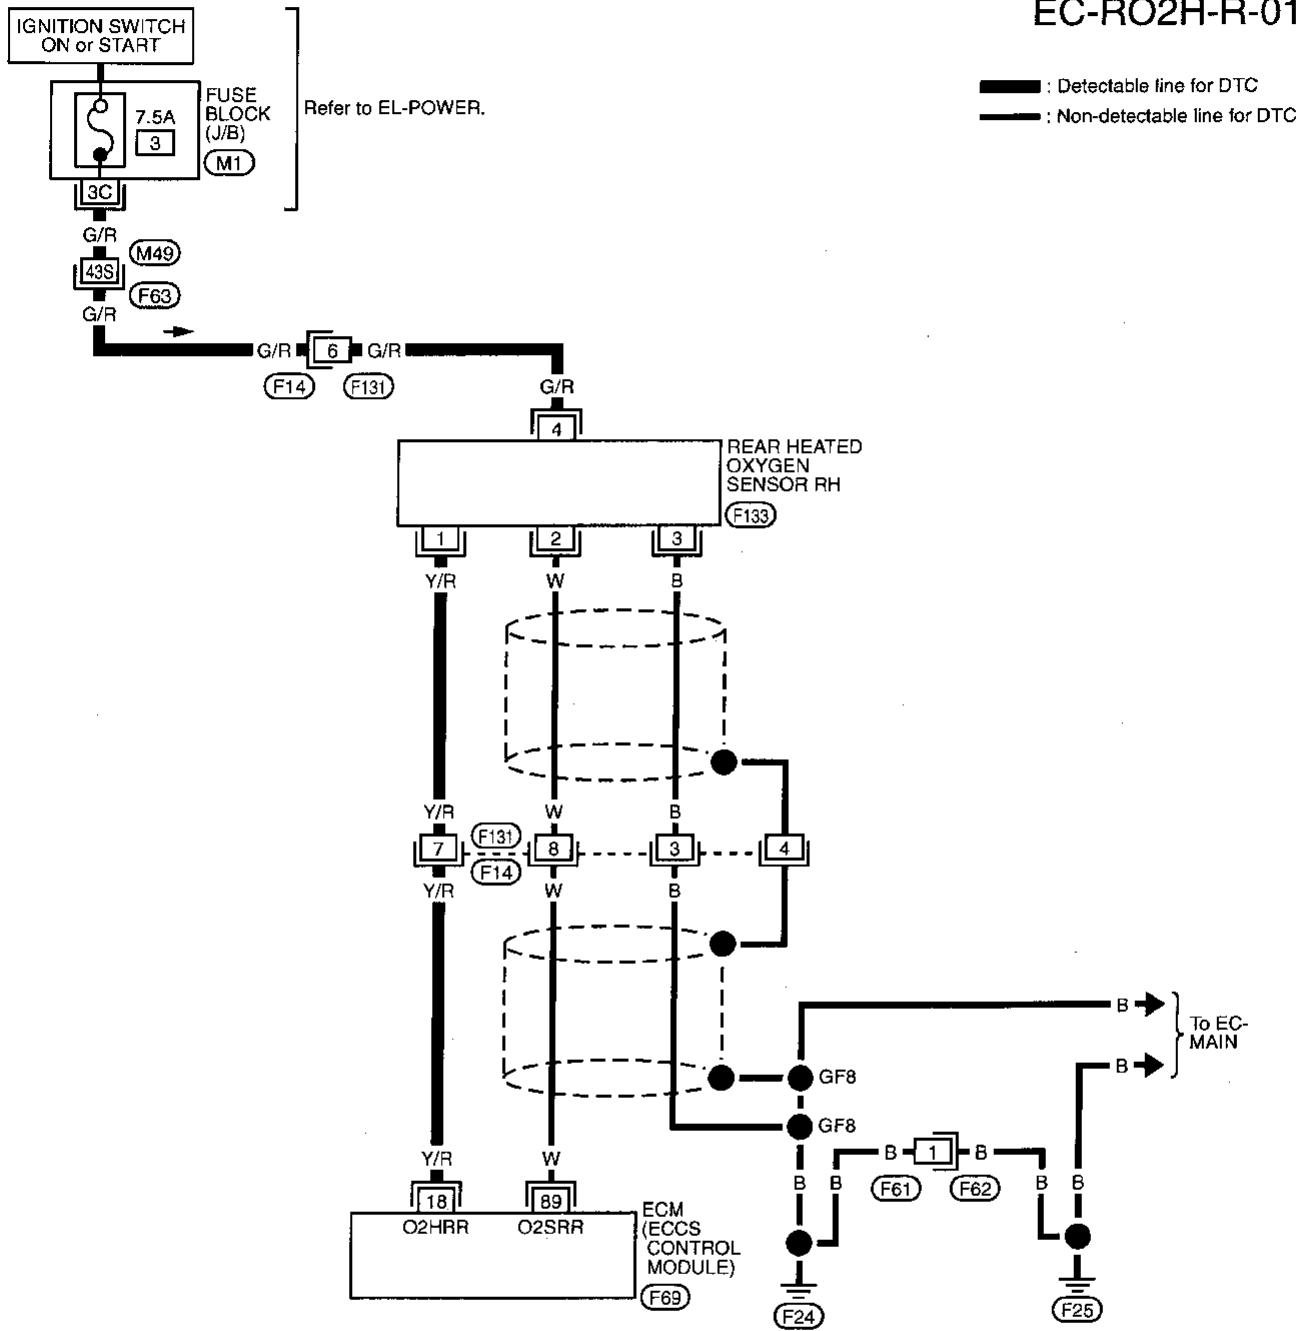 EC-RO2H-R-01
IGNITION SWITCH
ON or START
FUSE
BLOCK
(J/B)
7.5A
3
M1
Refer to EL-POWER.
: Detectable line for DTC
: Non-detectable line for DTC
3C
G/R
M49
43S
F63
G/R
G/R 6 G/R
F14 F131
G/R
4
REAR HEATED
OXYGEN
SENSOR RH
F133
1 2 3
Y/R W B
Y/R W B
F131
7 8 3 4
F14
Y/R W B
B
To EC-
MAIN
B
GF8
GF8
B 1 B
F61 F62
B B B B
Y/R W
18 89
O2HRR O2SRR
ECM
(ECCS
CONTROL
MODULE)
F69
F24
F25